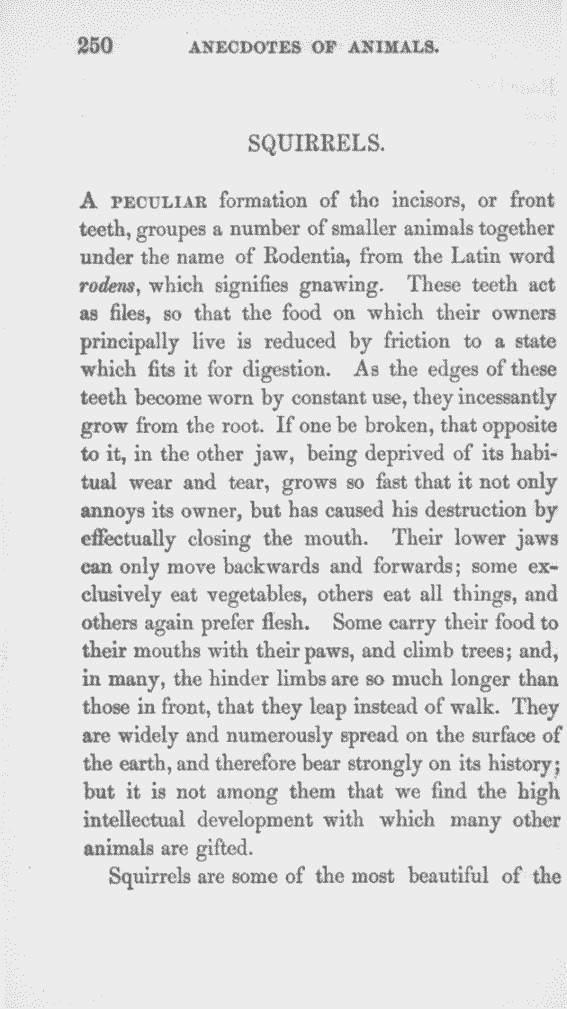 250 ANECDOTES OF ANIMALS.
SQUIRRELS.
A PECULIAR formation of the incisors, or front
teeth, groupes a number of smaller animals together
under the name of Rodentia, from the Latin word
rodens, which signifies gnawing. These teeth act
as files, so that the food on which their owners
principally live is reduced by friction to a state
which fits it for digestion. As the edges of these
teeth become worn by constant use, they incessantly
grow from the root. If one be broken, that opposite
to it, in the other jaw, being deprived of its habi-
tual wear and tear, grows so fast that it not only
annoys its owner, but has caused his destruction by
effectually closing the mouth. Their lower jaws
can only move backwards and forwards; some ex-
clusively eat vegetables, others eat all things, and
others again prefer flesh. Some carry their food to
their mouths with their paws, and climb trees; and,
in many, the hinder limbs are so much longer than
those in front, that they leap instead of walk. They
are widely and numerously spread on the surface of
the earth, and therefore bear strongly on its history;
but it is not among them that we find the high
intellectual development with which many other
animals are gifted.
Squirrels are some of the most beautiful of the